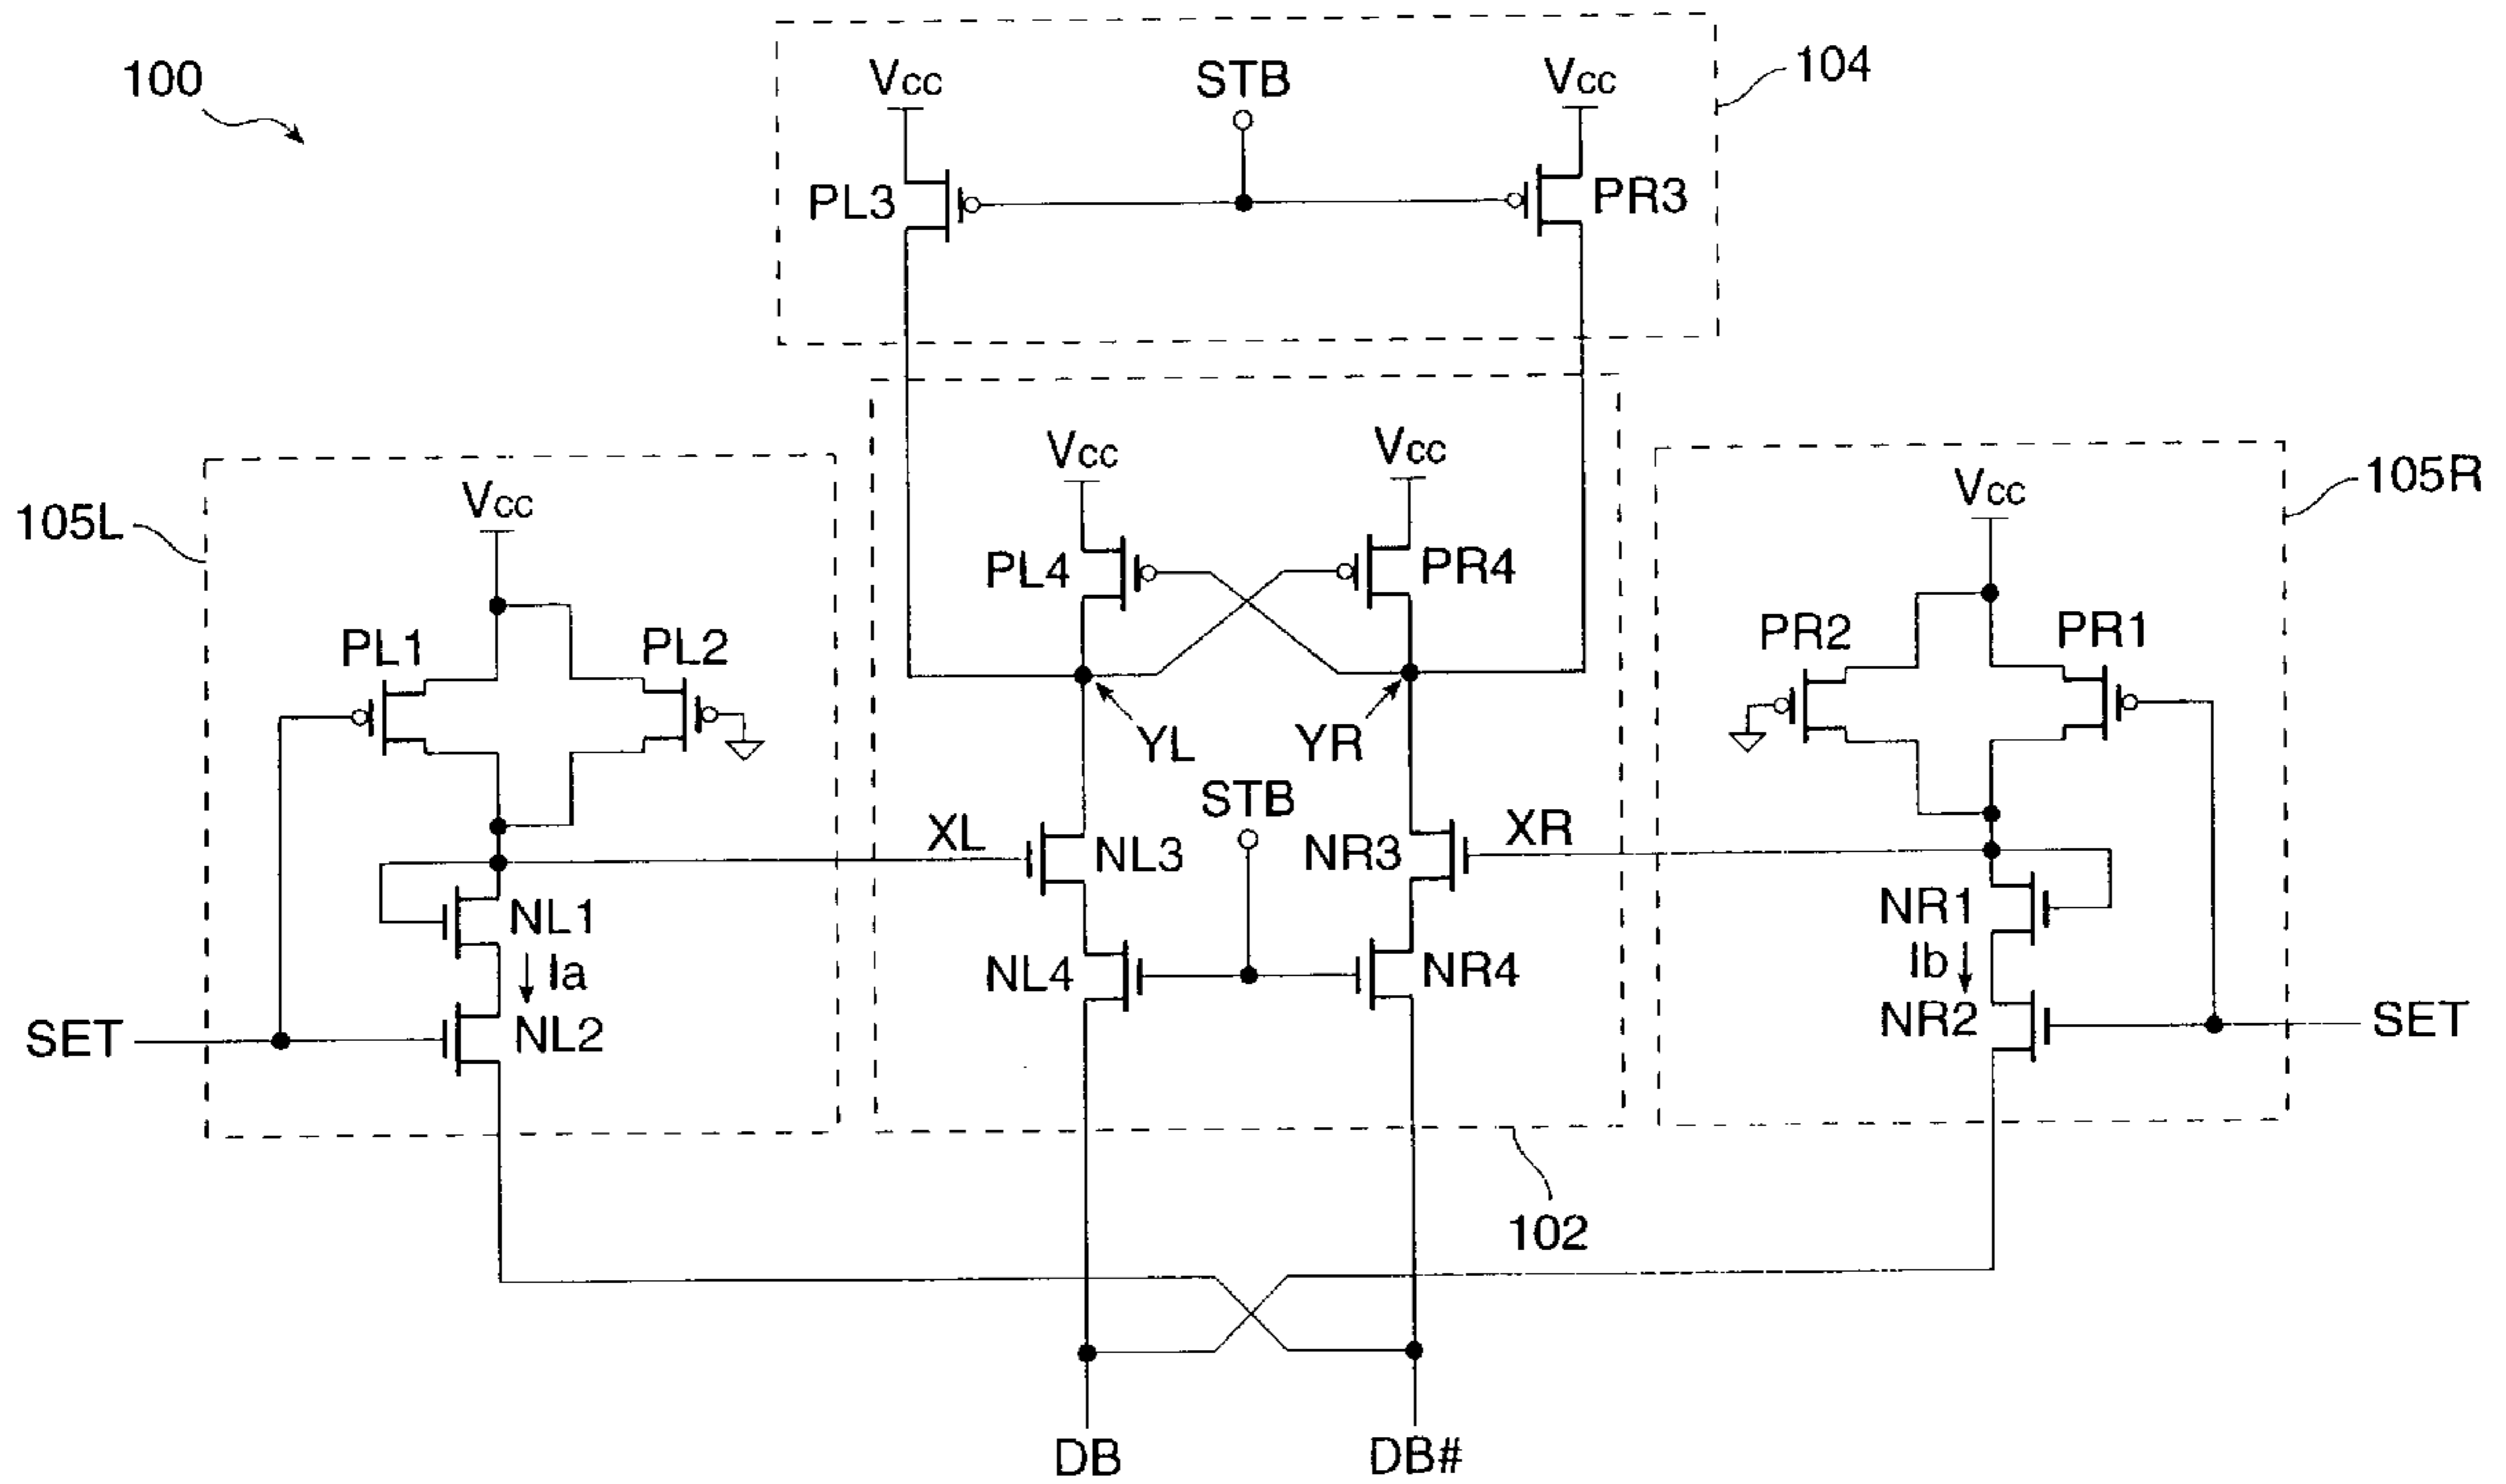 100
Vcc
STB
Vcc
104
PL3
PR3
Vcc
Vcc
105L
Vcc
Vcc
105R
PL4
PR4
PL1
PL2
PR2
PR1
YL
YR
STB
XL
NL3
NR3
XR
NL1
NR1
Ia
NL4
NR4
Ib
SET
NL2
NR2
SET
102
DB
DB#